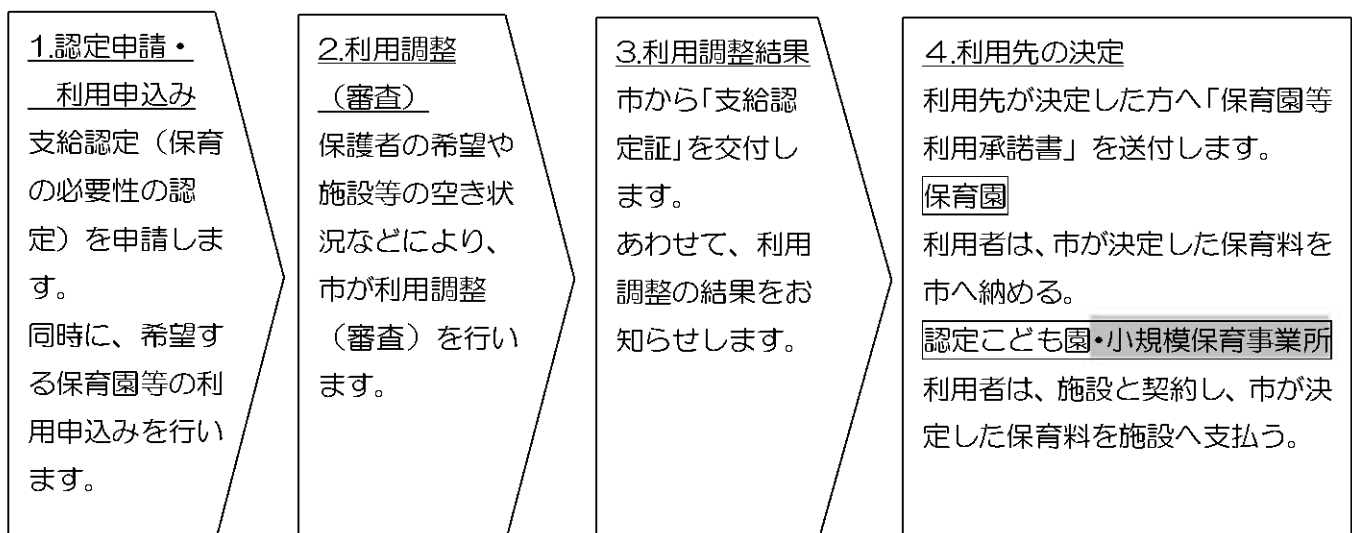 1.認定申請・
利用申込み
支給認定（保育
の必要性の認
定）を申請しま
す。
同時に、希望す
る保育園等の利
用申込みを行い
ます。
2.利用調整
（審査）
保護者の希望や
施設等の空き状
況などにより、
市が利用調整
（審査）を行い
ます。
3.利用調整結果
市から「支給認
定証」を交付し
ます。
あわせて、利用
調整の結果をお
知らせします。
4.利用先の決定
利用先が決定した方へ「保育園等
利用承諾書」を送付します。
保育園
利用者は、市が決定した保育料を
市へ納める。
認定こども園・小規模保育事業所
利用者は、施設と契約し、市が決
定した保育料を施設へ支払う。